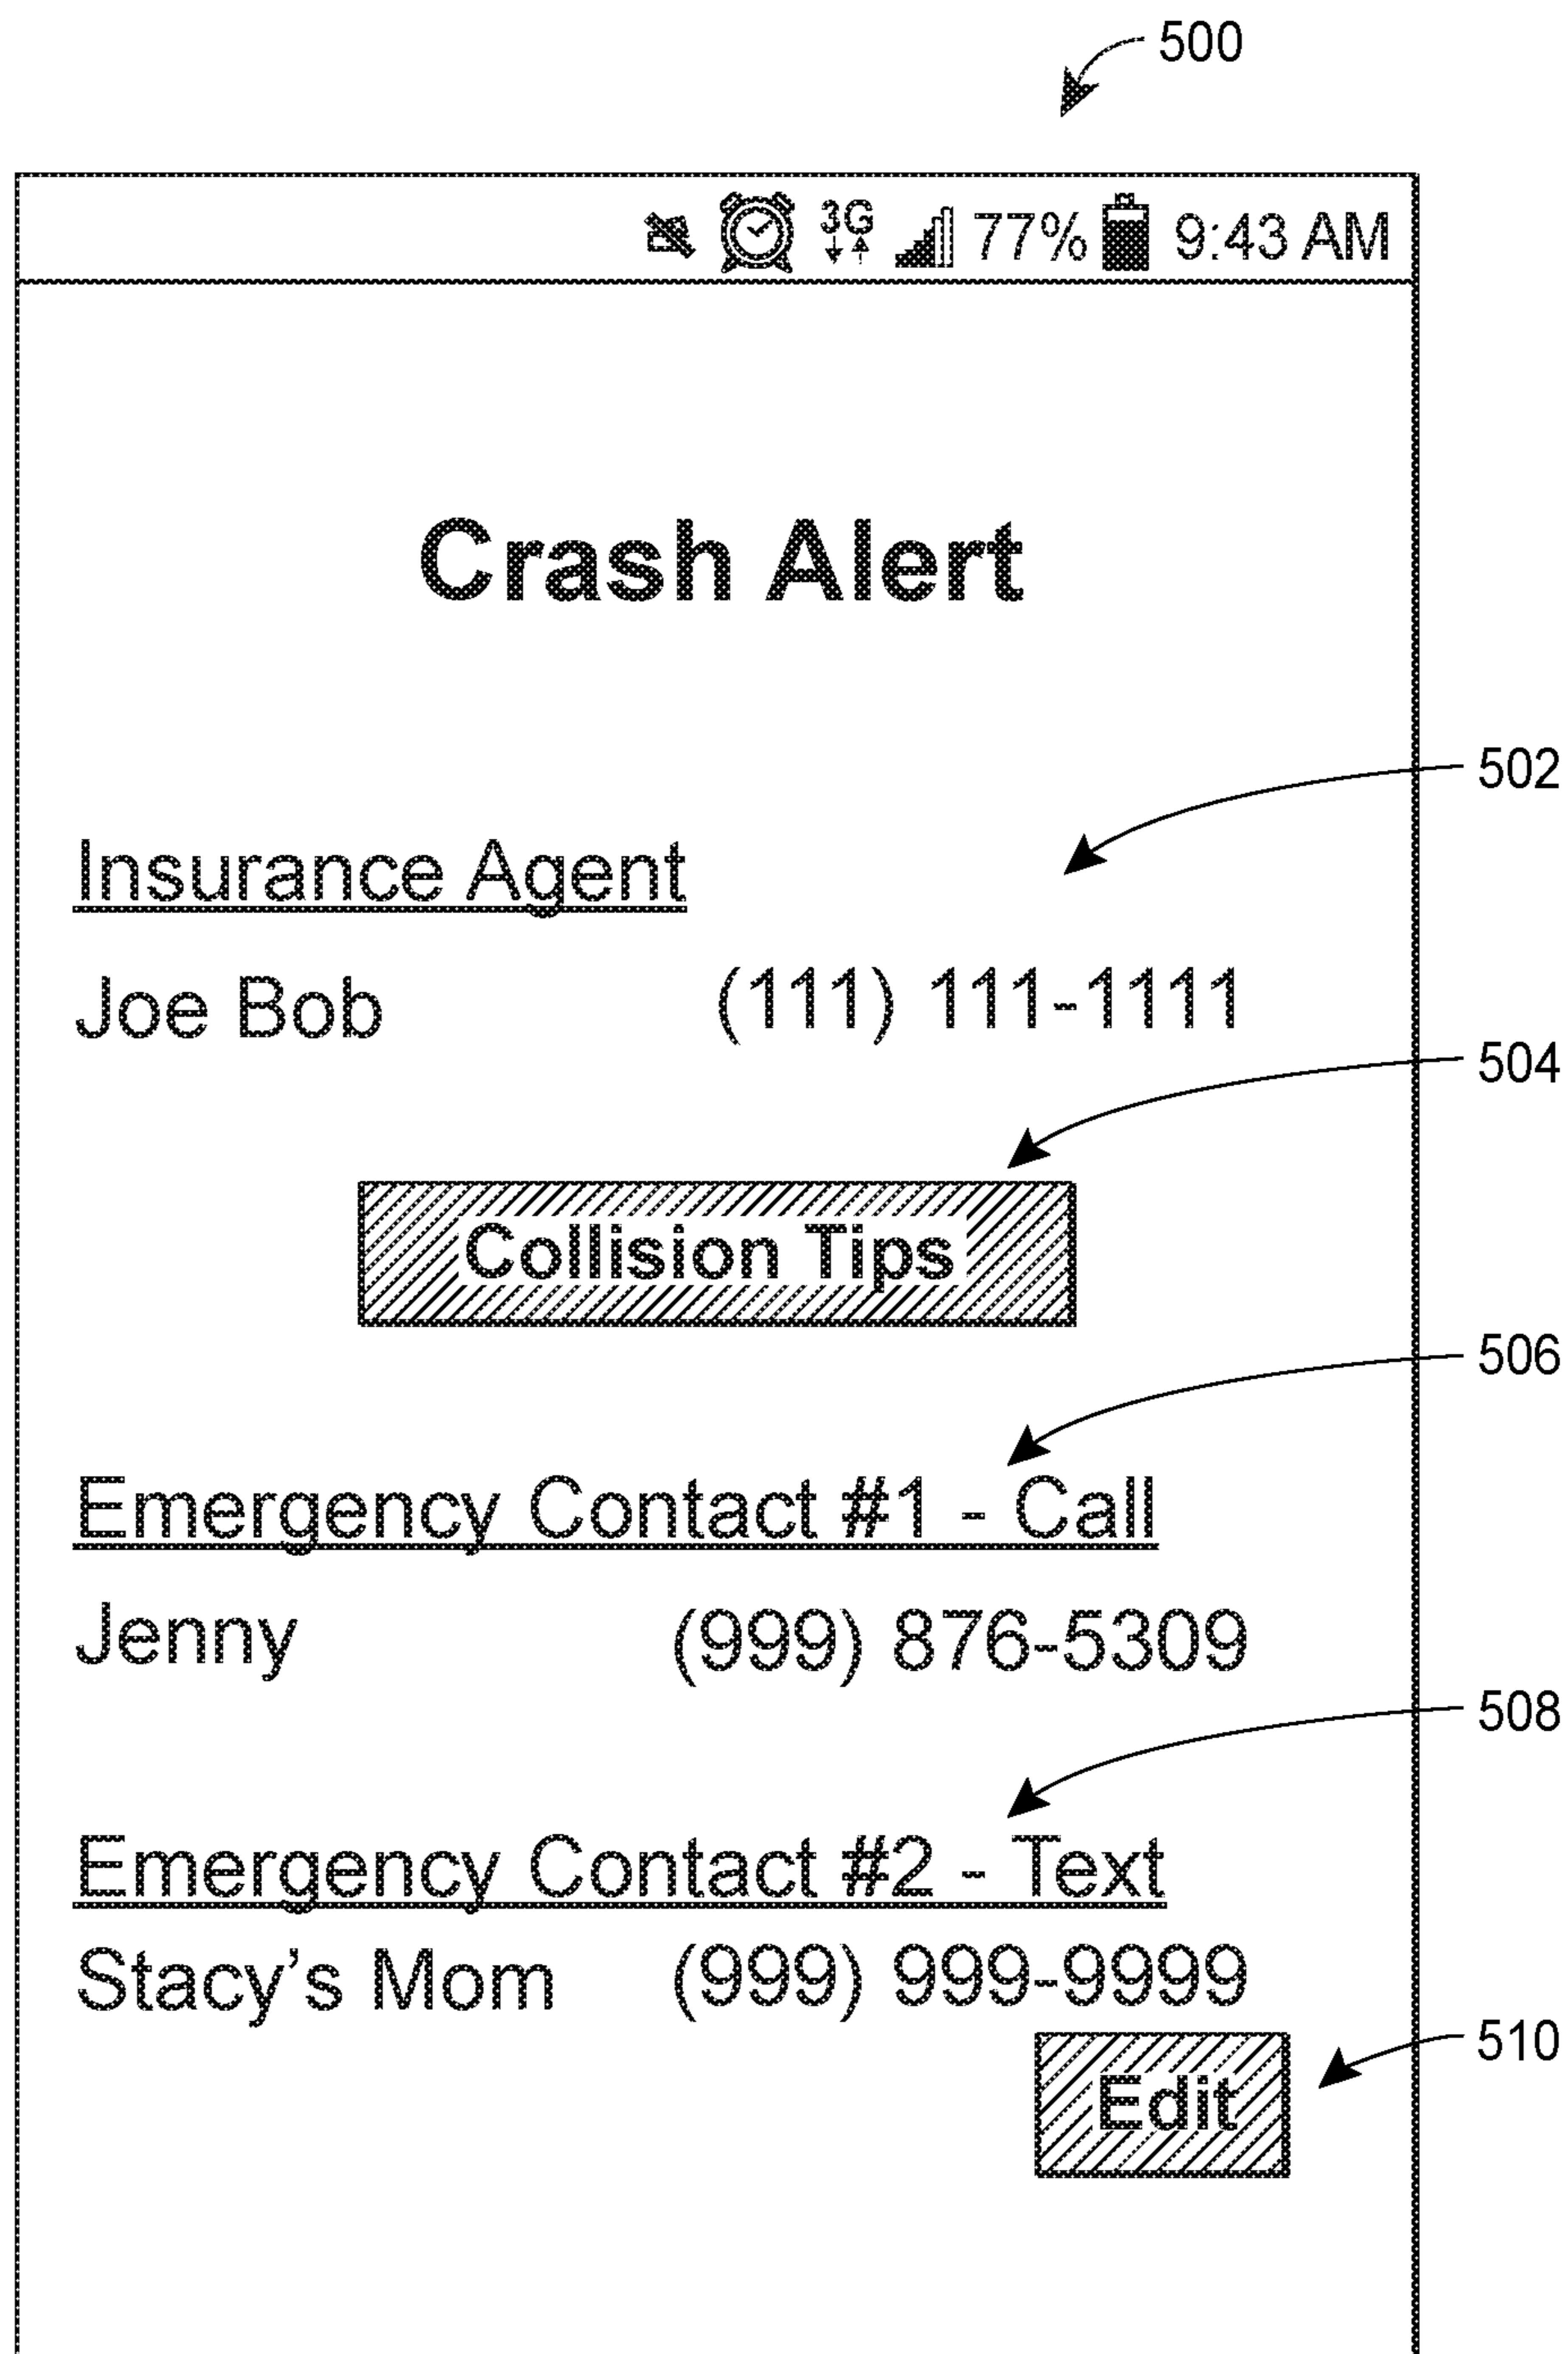 500
3G 77% 9:43 AM
Crash Alert
502
Insurance Agent
Joe Bob (111) 111-1111
504
Collision Tips
506
Emergency Contact #1 - Call
Jenny (999) 876-5309
508
Emergency Contact #2 - Text
Stacy's Mom (999) 999-9999
510
Edit